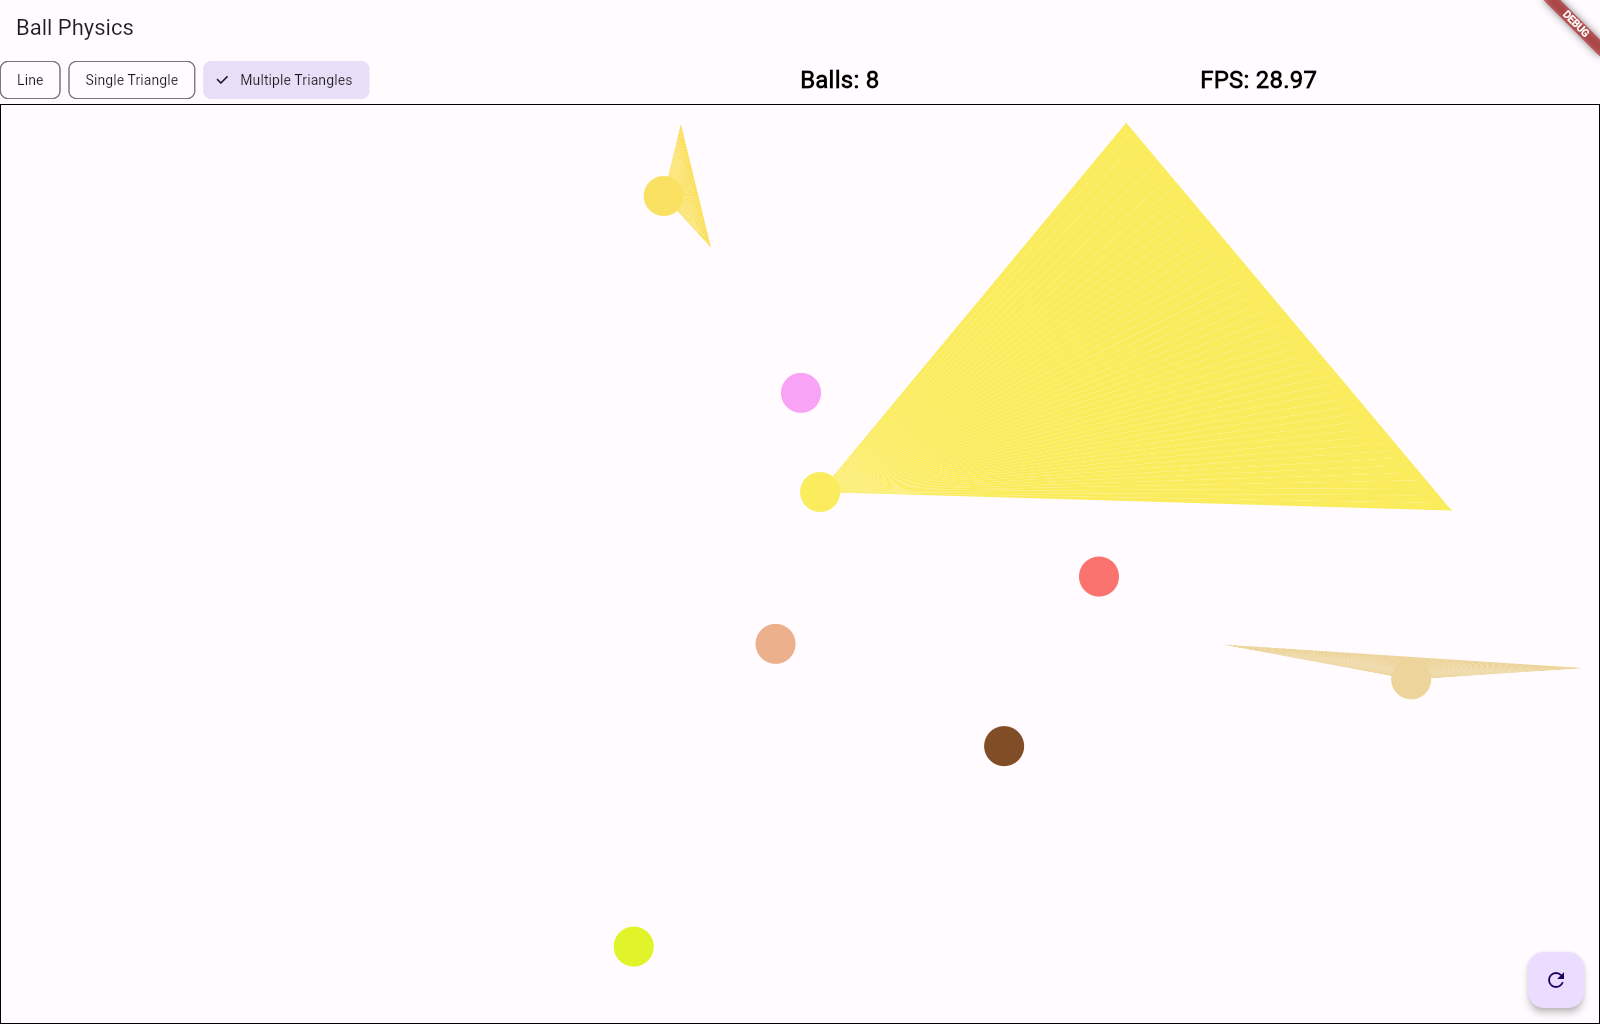 Ball Physics
DEBUG
Line
Single Triangle
Multiple Triangles
Balls: 8
FPS: 28.97